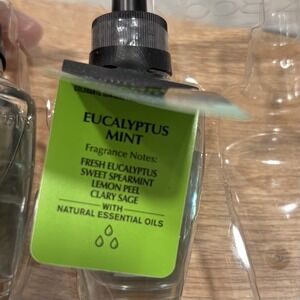 EUCALYPTUS
MINT
Fragrance Notes:
FRESH EUCALYPTUS
SWEET SPEARMINT
LEMON PEEL
CLARY SAGE
WITH
NATURAL ESSENTIAL OILS